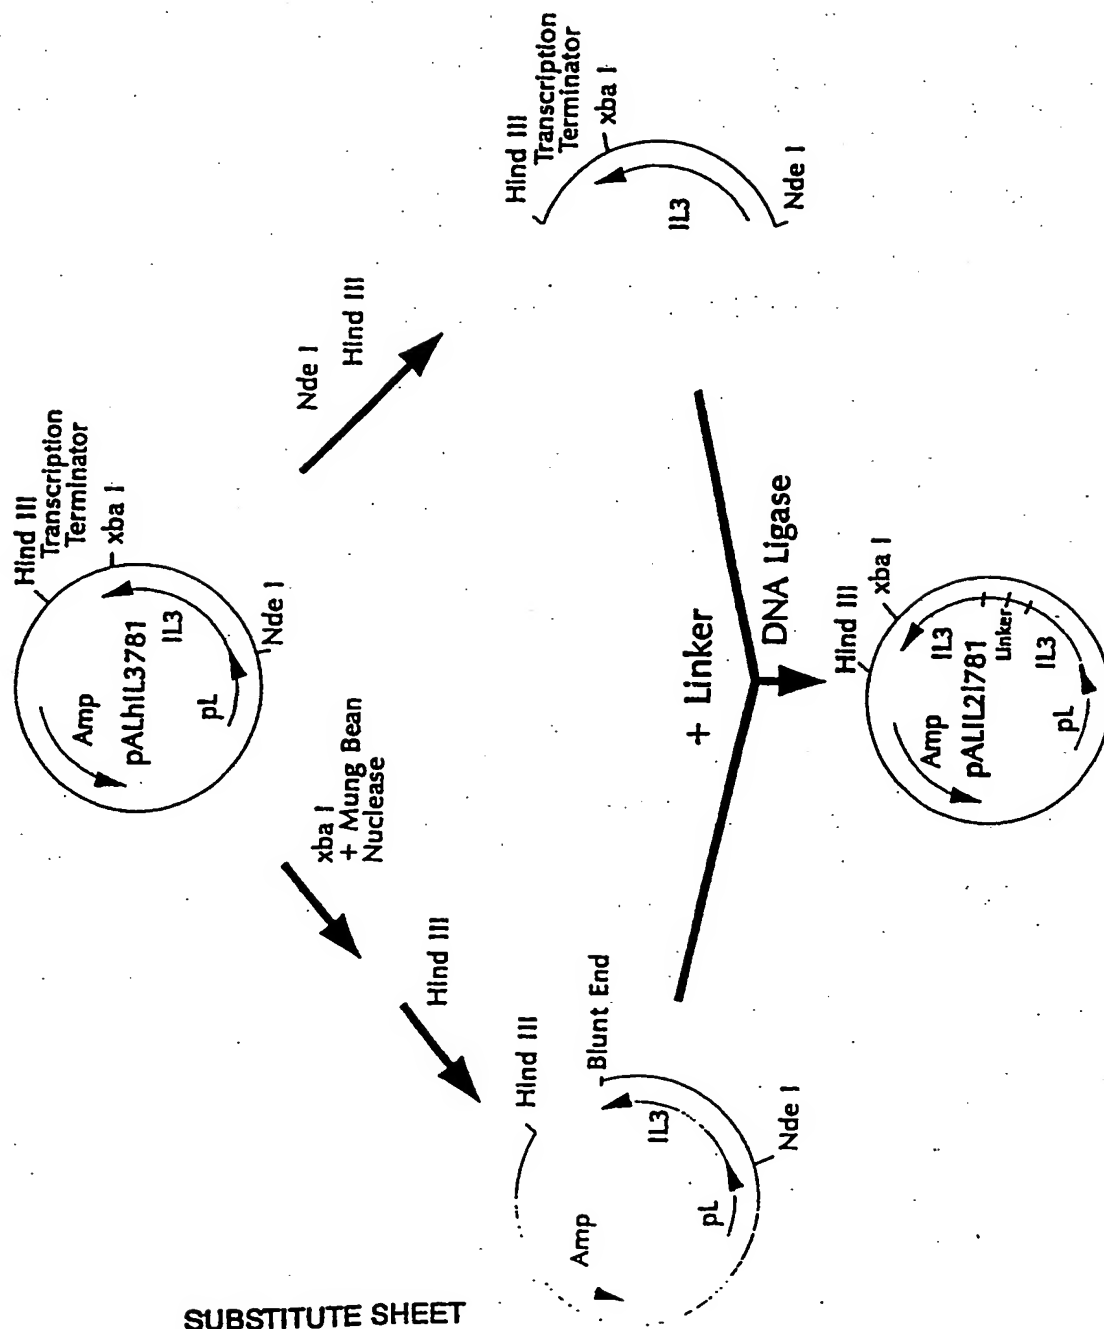 Hind III
Transcription
Terminator
xba I
Amp
pALhIL3781
IL3
pL
Nde I
xba I
+ Mung Bean
Nuclease
Hind III
Nde I
Hind III
Hind III
Blunt End
Amp
IL3
pL
Nde I
Hind III
Transcription
Terminator
xba I
IL3
Nde I
+ Linker
DNA Ligase
Hind III
xba I
Amp
IL3
pALIL2I781
Linker
IL3
pL
SUBSTITUTE SHEET